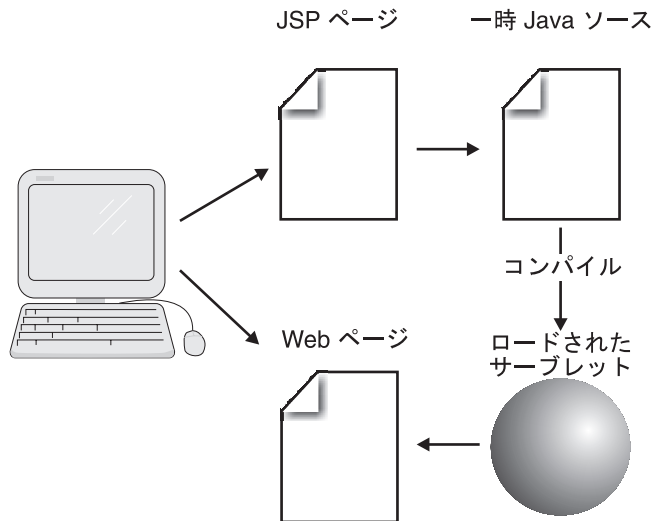 JSP ページ
一時 Java ソース
コンパイル
Web ページ
ロードされた
サーブレット